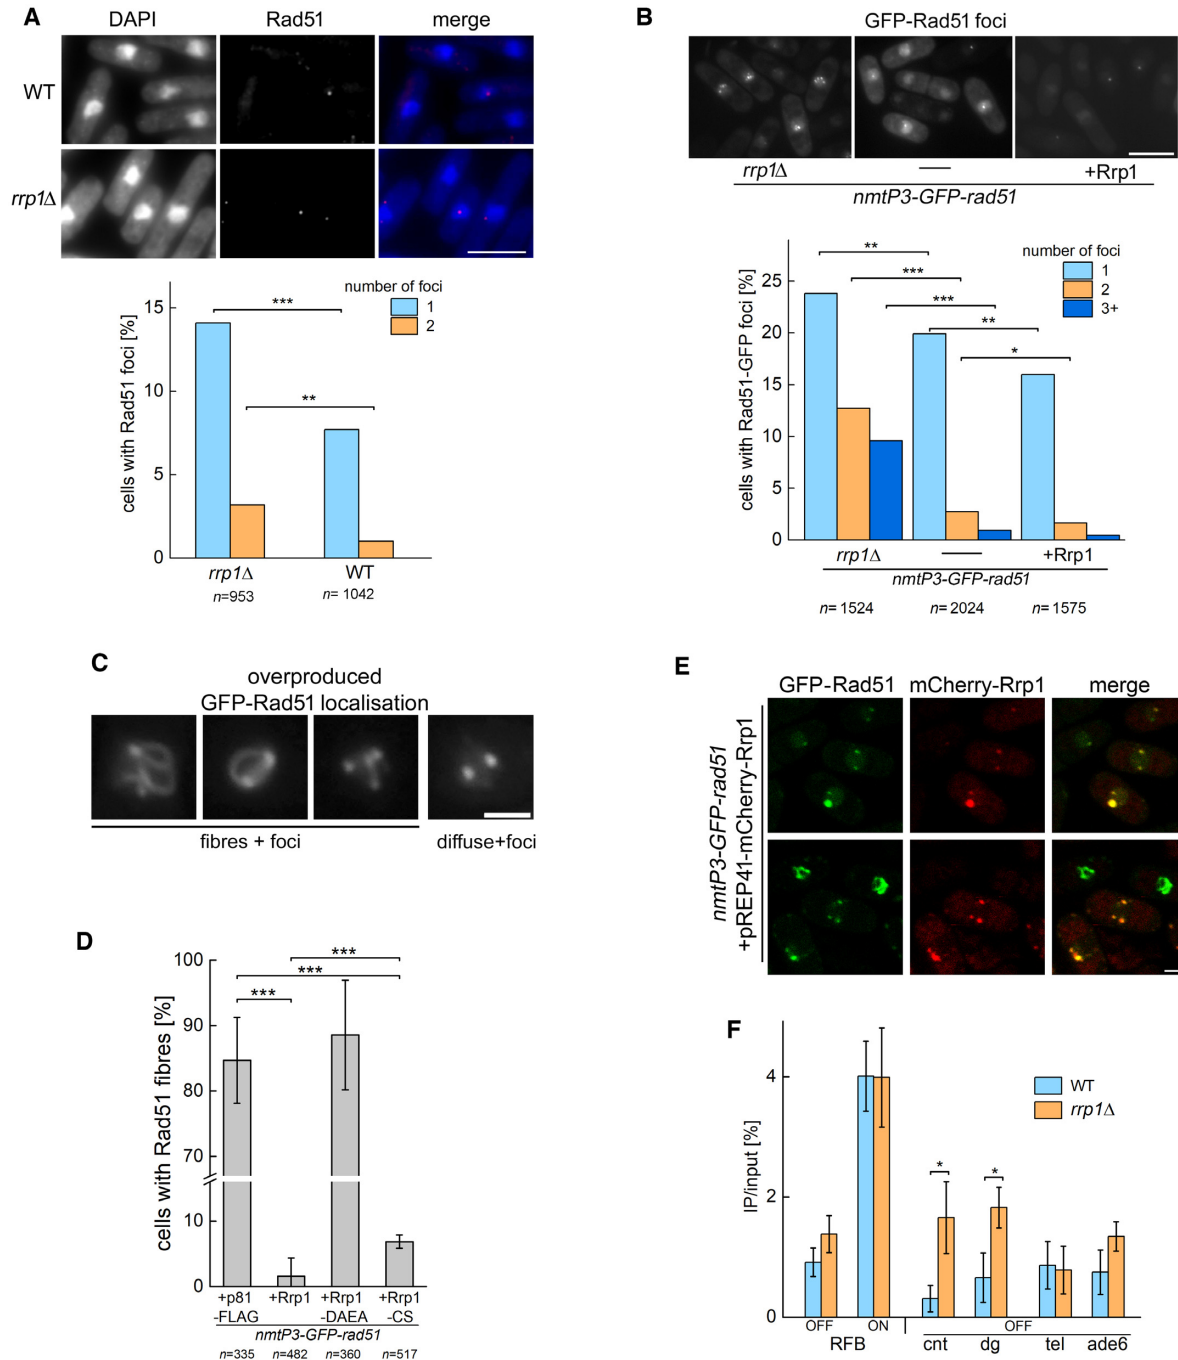 A
DAPI Rad51 merge
WT
rrp1Δ
number of foci
1
2
cells with Rad51 foci [%]
15
10
5
0
***
**
rrp1Δ WT
n=953 n= 1042
B
GFP-Rad51 foci
rrp1Δ — +Rrp1
nmtP3-GFP-rad51
number of foci
1
2
3+
cells with Rad51-GFP foci [%]
25
20
15
10
5
0
**
***
***
**
*
rrp1Δ — +Rrp1
nmtP3-GFP-rad51
n= 1524 n= 2024 n= 1575
C
overproduced
GFP-Rad51 localisation
fibres + foci diffuse+foci
D
cells with Rad51 fibres [%]
100
90
80
70
10
0
***
***
***
+p81 +Rrp1 +Rrp1 +Rrp1
-FLAG -DAEA -CS
nmtP3-GFP-rad51
n=335 n=482 n=360 n=517
E
GFP-Rad51 mCherry-Rrp1 merge
nmtP3-GFP-rad51
+pREP41-mCherry-Rrp1
F
WT
rrp1Δ
IP/input [%]
4
2
0
*
*
OFF ON OFF
RFB cnt dg tel ade6